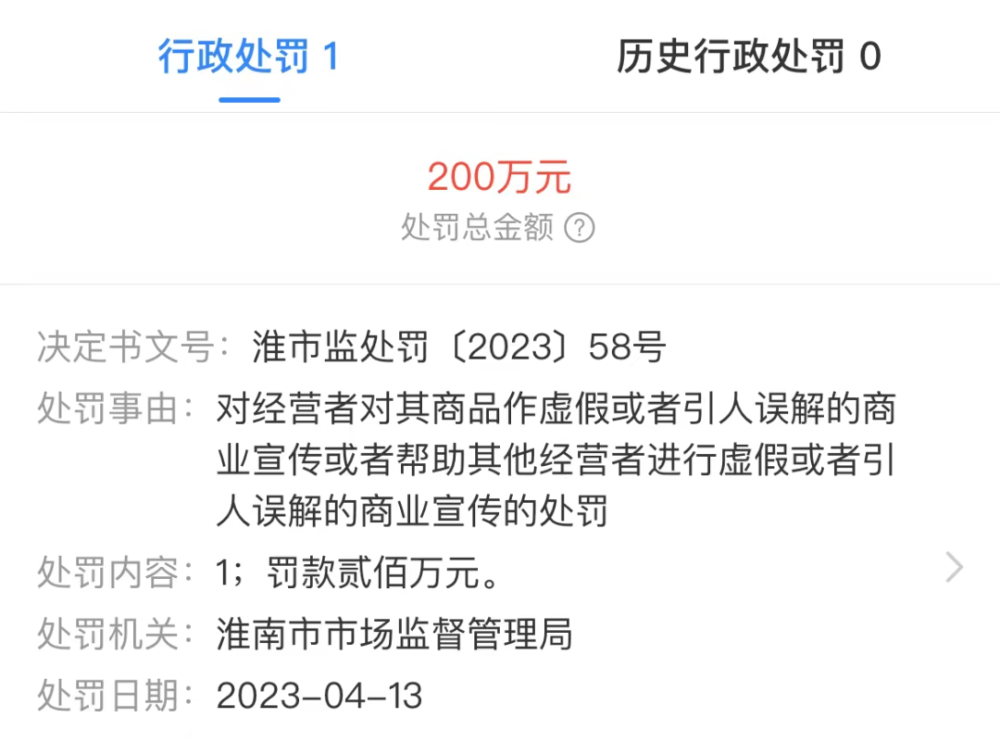 行政处罚 1
历史行政处罚 0
200万元
处罚总金额 ?
决定书文号：淮市监处罚〔2023〕58号
处罚事由：对经营者对其商品作虚假或者引人误解的商
业宣传或者帮助其他经营者进行虚假或者引
人误解的商业宣传的处罚
处罚内容：1；罚款贰佰万元。
处罚机关：淮南市市场监督管理局
处罚日期：2023-04-13